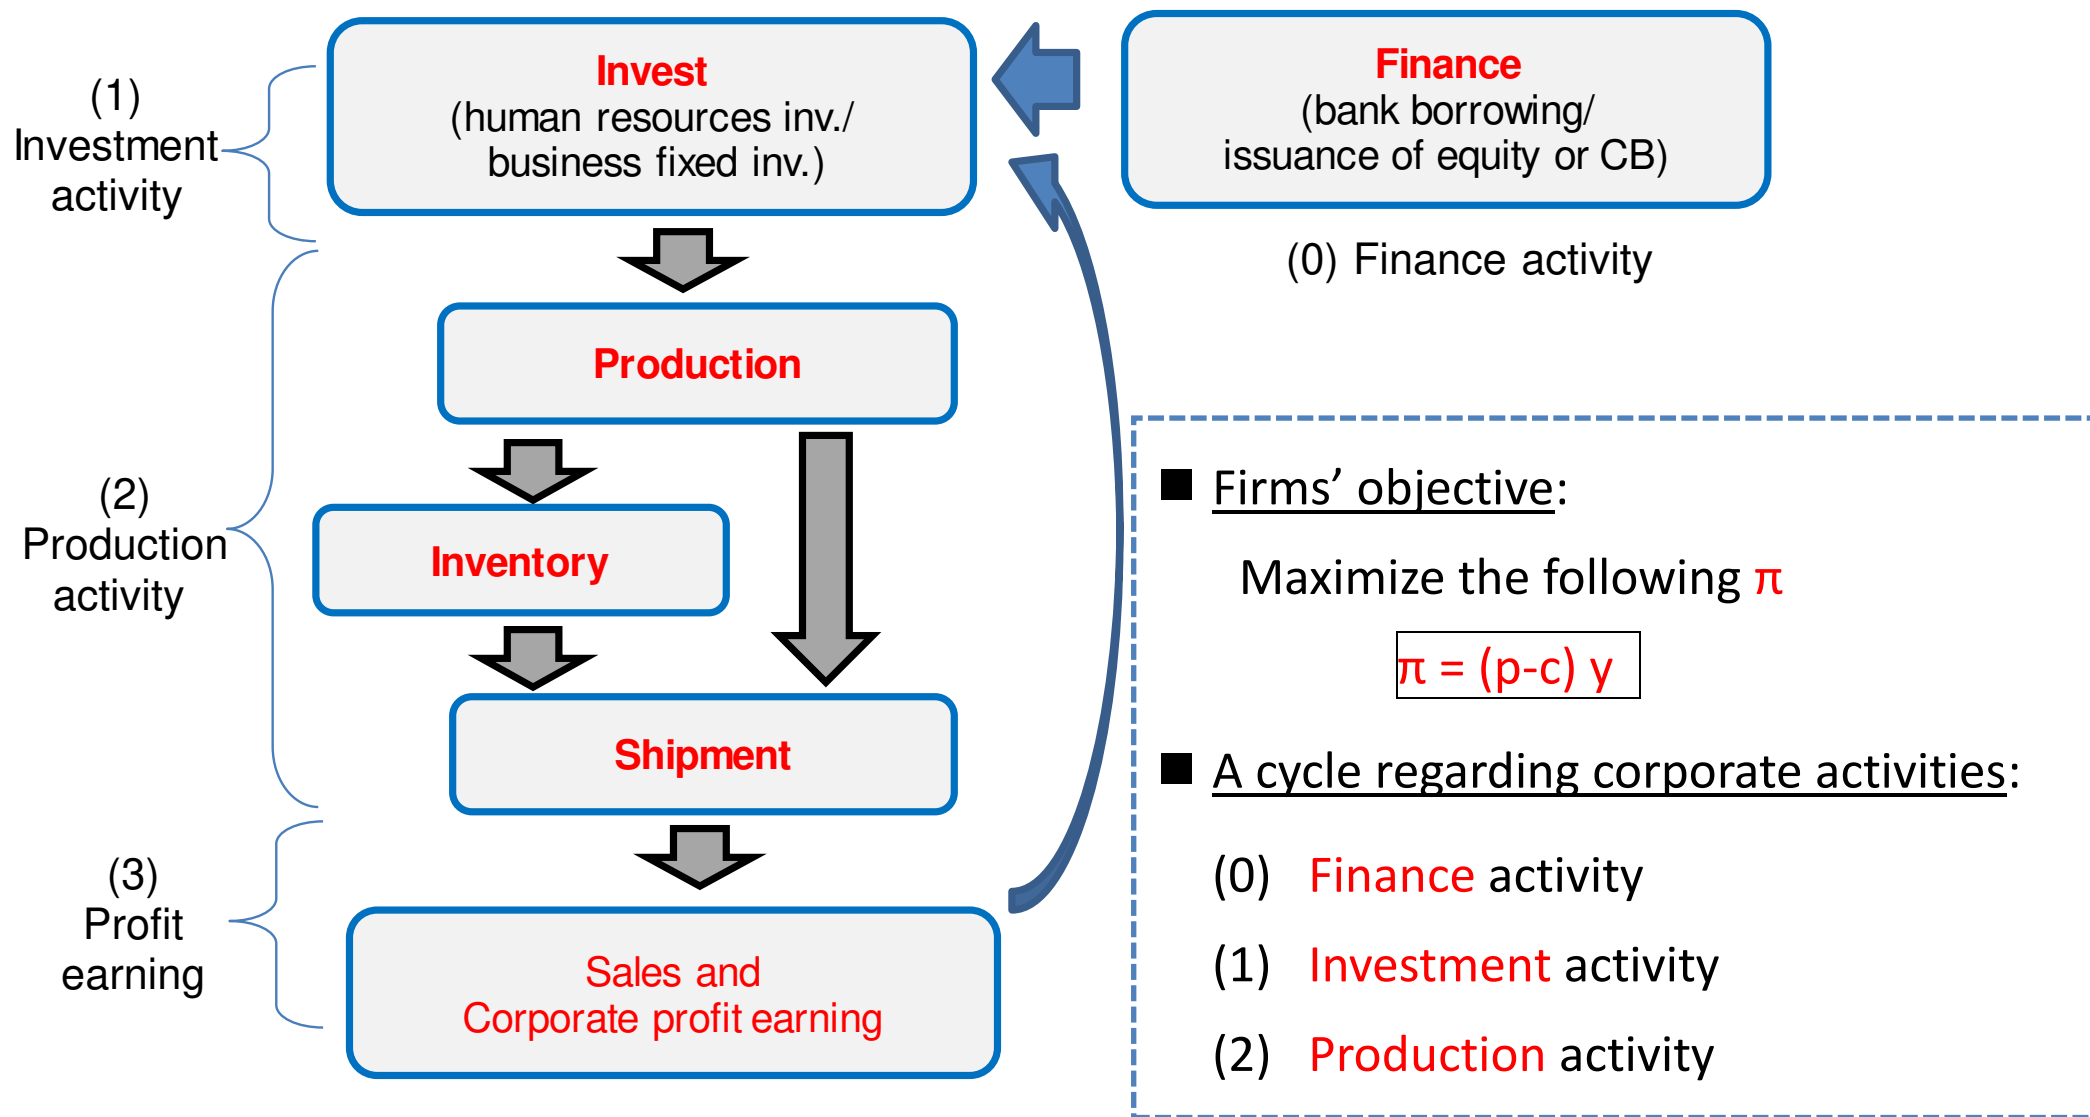 (1)
Investment
activity
Invest
(human resources inv./
business fixed inv.)
Finance
(bank borrowing/
issuance of equity or CB)
(0) Finance activity
(2)
Production
activity
Production
Inventory
Shipment
(3)
Profit
earning
Sales and
Corporate profit earning
■ Firms’ objective:
Maximize the following π
π = (p-c) y
■ A cycle regarding corporate activities:
(0) Finance activity
(1) Investment activity
(2) Production activity